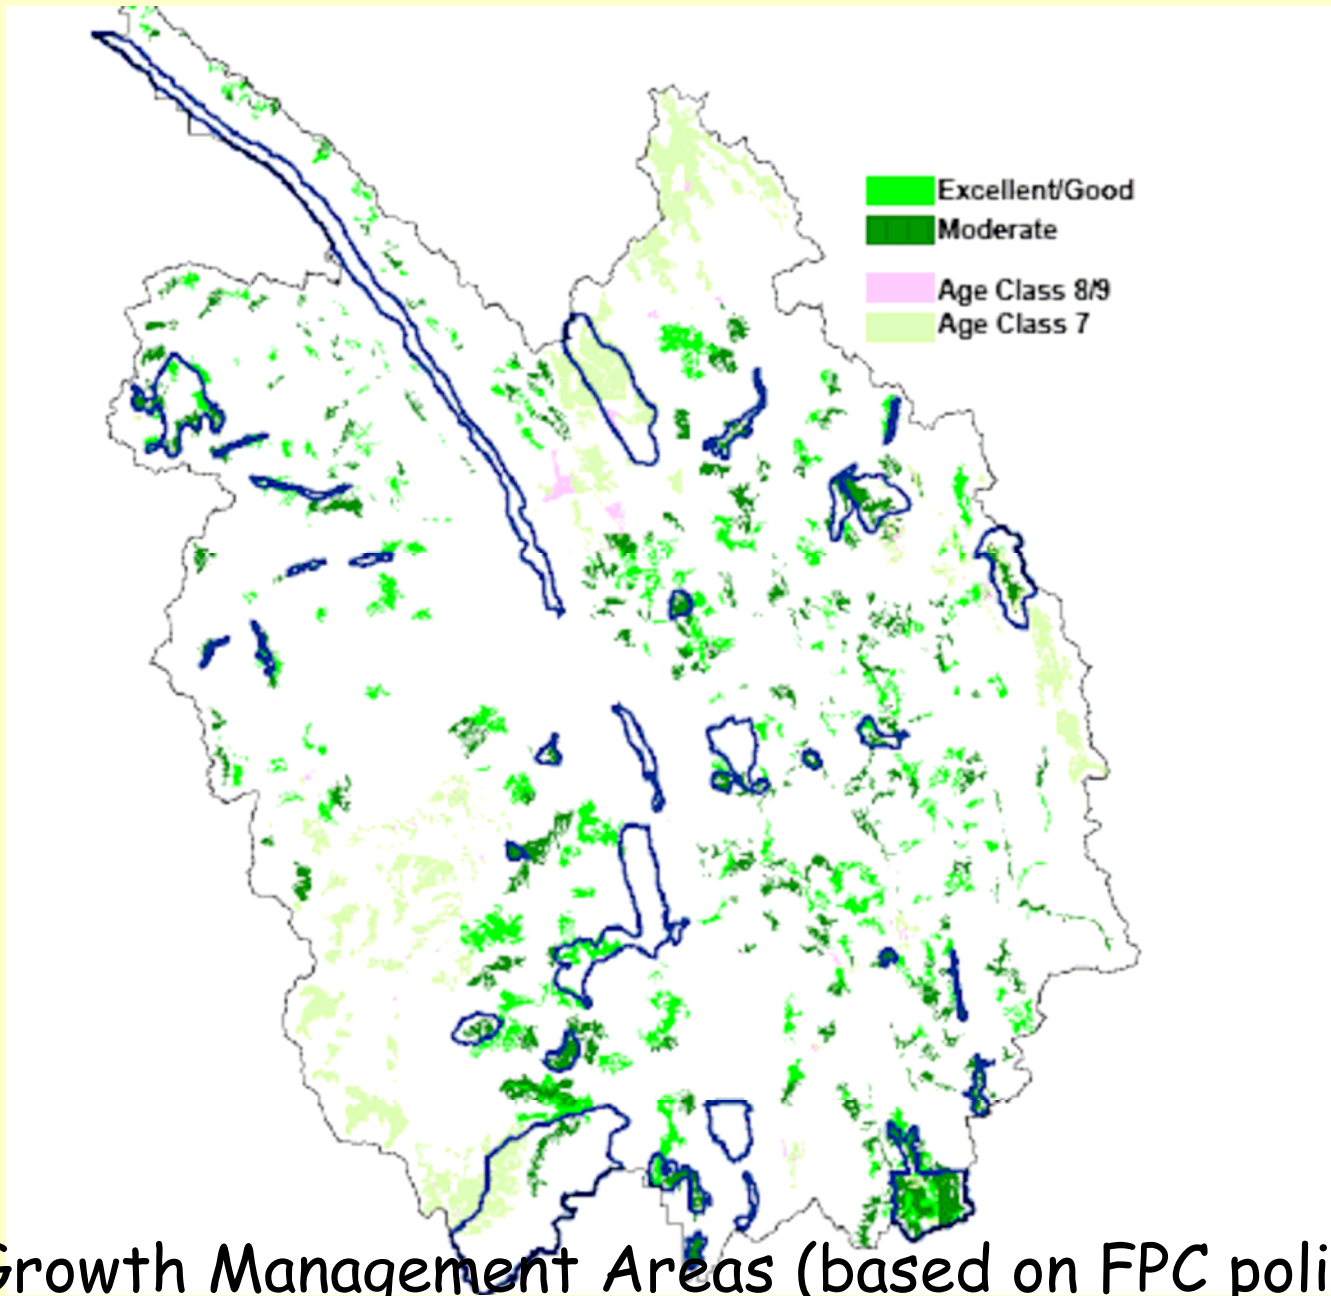 Excellent/Good
Moderate
Age Class 8/9
Age Class 7
Growth Management Areas (based on FPC poli